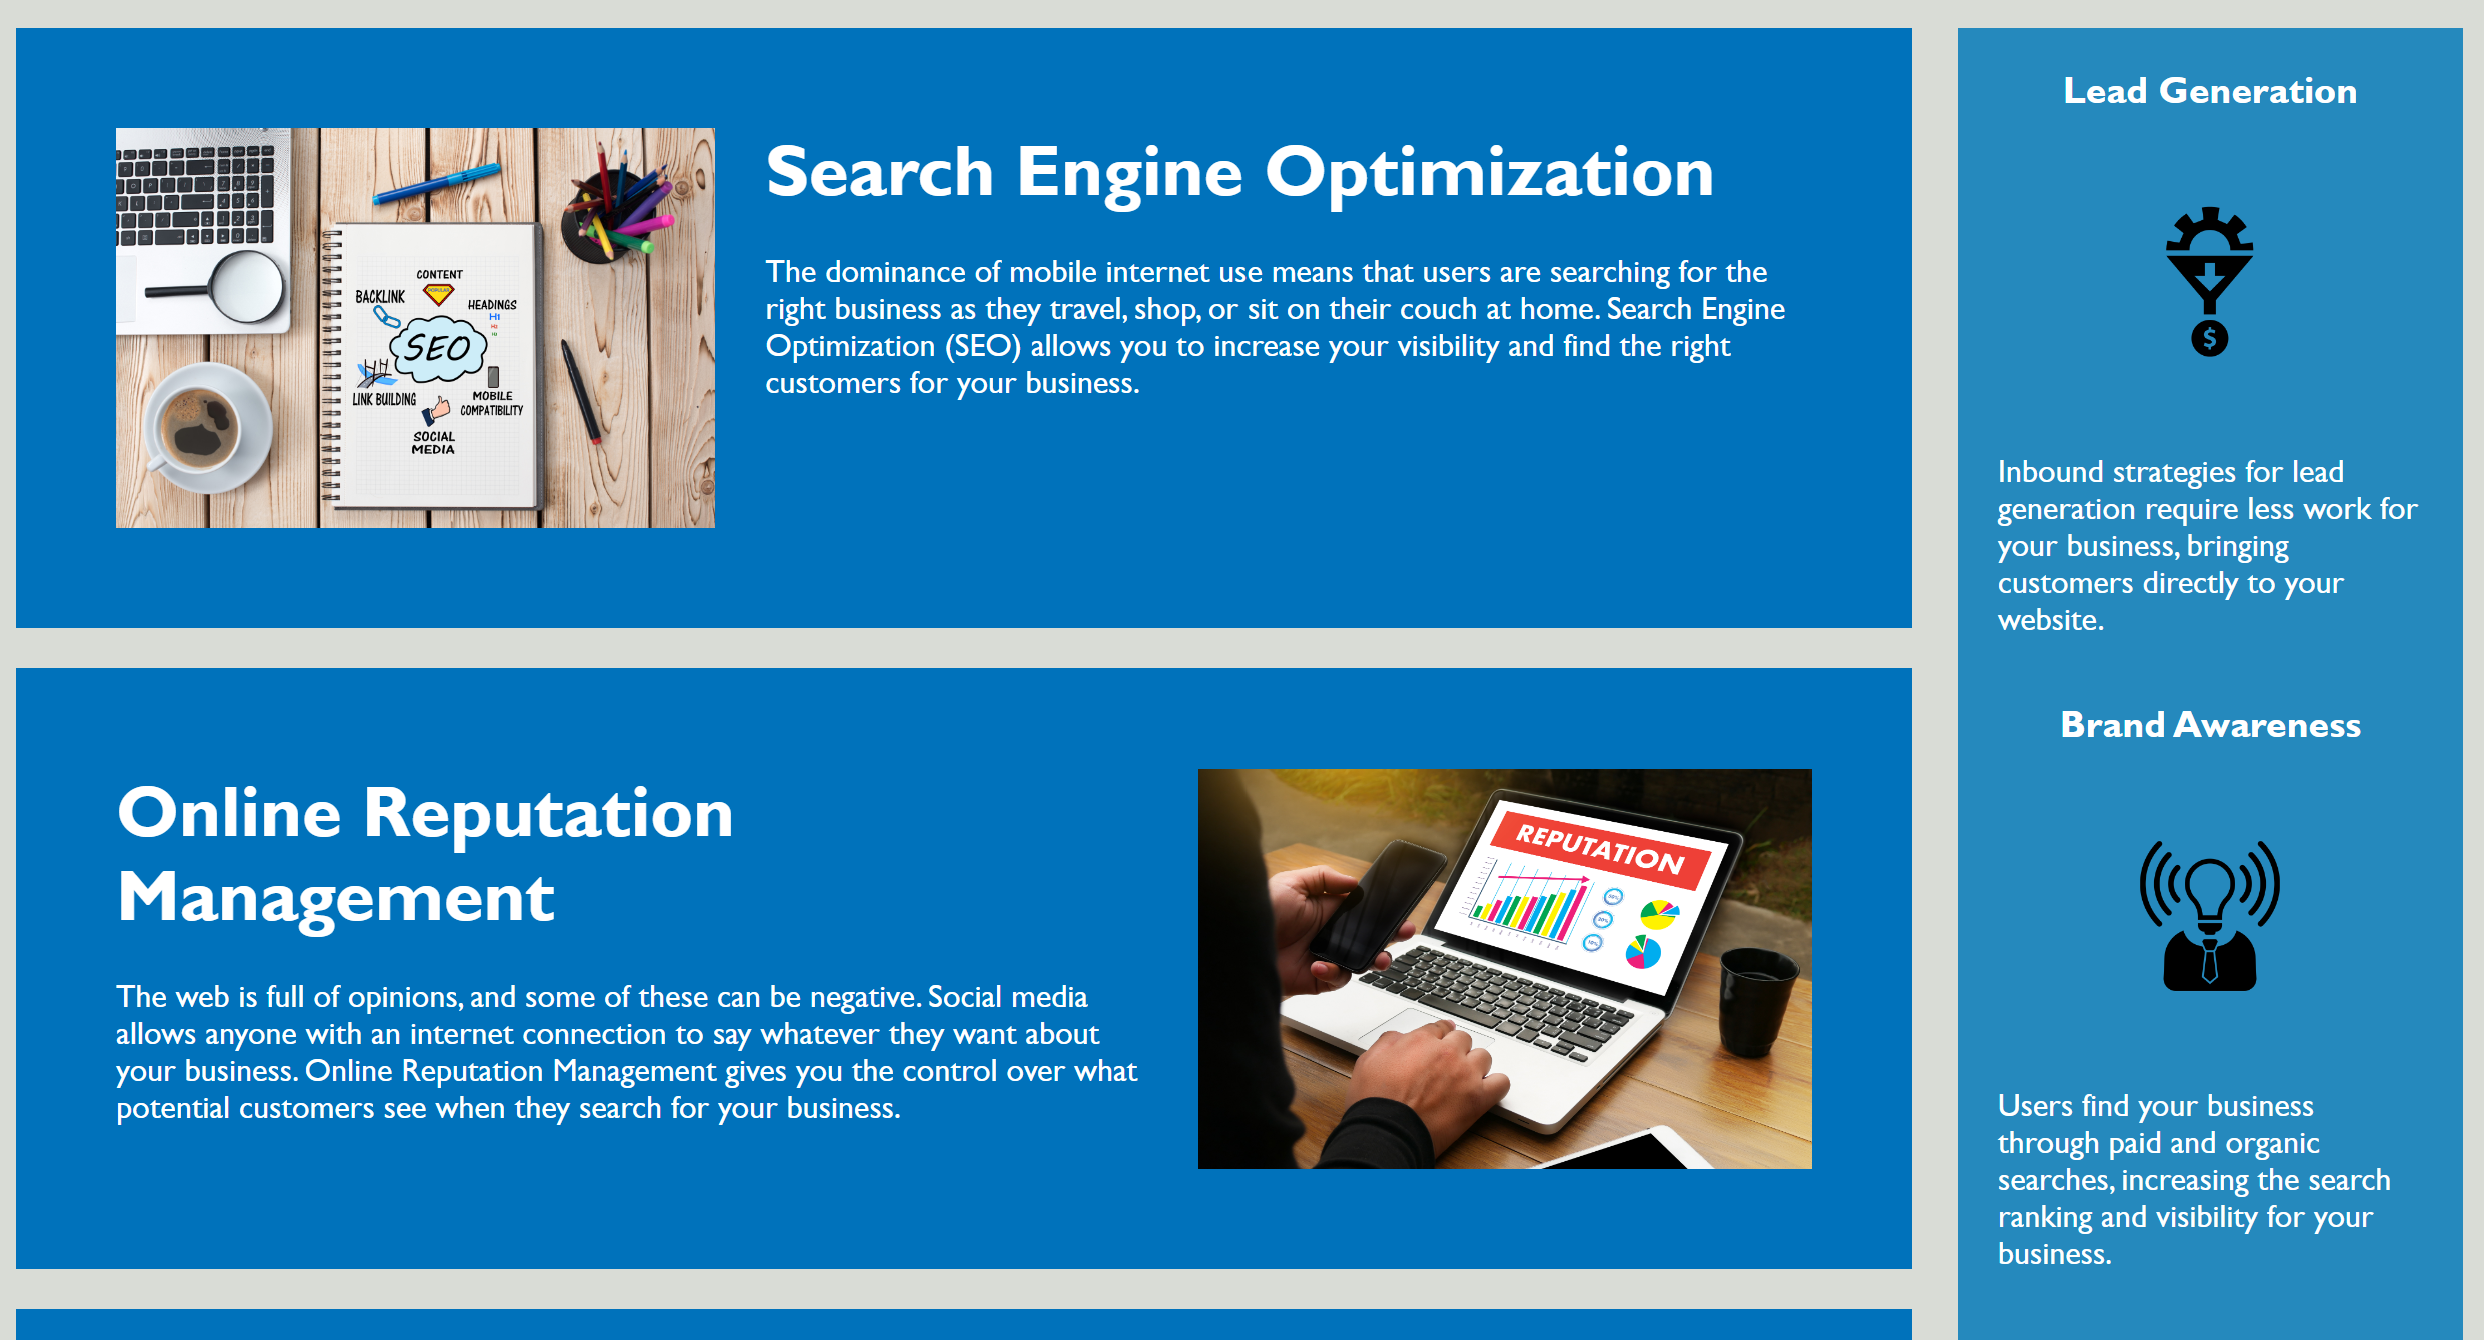 Search Engine Optimization
The dominance of mobile internet use means that users are searching for the
right business as they travel, shop, or sit on their couch at home. Search Engine
Optimization (SEO) allows you to increase your visibility and find the right
customers for your business.
CONTENT
POPULAR
BACKLINK
HEADINGS
H1
H2
H3
SEO
LINK BUILDING
MOBILE
COMPATIBILITY
SOCIAL
MEDIA
Online Reputation
Management
The web is full of opinions, and some of these can be negative. Social media
allows anyone with an internet connection to say whatever they want about
your business. Online Reputation Management gives you the control over what
potential customers see when they search for your business.
REPUTATION
Lead Generation
$
Inbound strategies for lead
generation require less work for
your business, bringing
customers directly to your
website.
Brand Awareness
Users find your business
through paid and organic
searches, increasing the search
ranking and visibility for your
business.